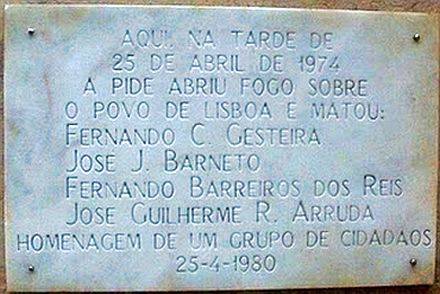 AQUI, NA TARDE DE
25 DE ABRIL DE 1974
A PIDE ABRIU FOGO SOBRE
O POVO DE LISBOA E MATOU:
FERNANDO C. GESTEIRA
JOSE J. BARNETO
FERNANDO BARREIROS DOS REIS
JOSE GUILHERME R. ARRUDA
HOMENAGEM DE UM GRUPO DE CIDADAOS
25-4-1980